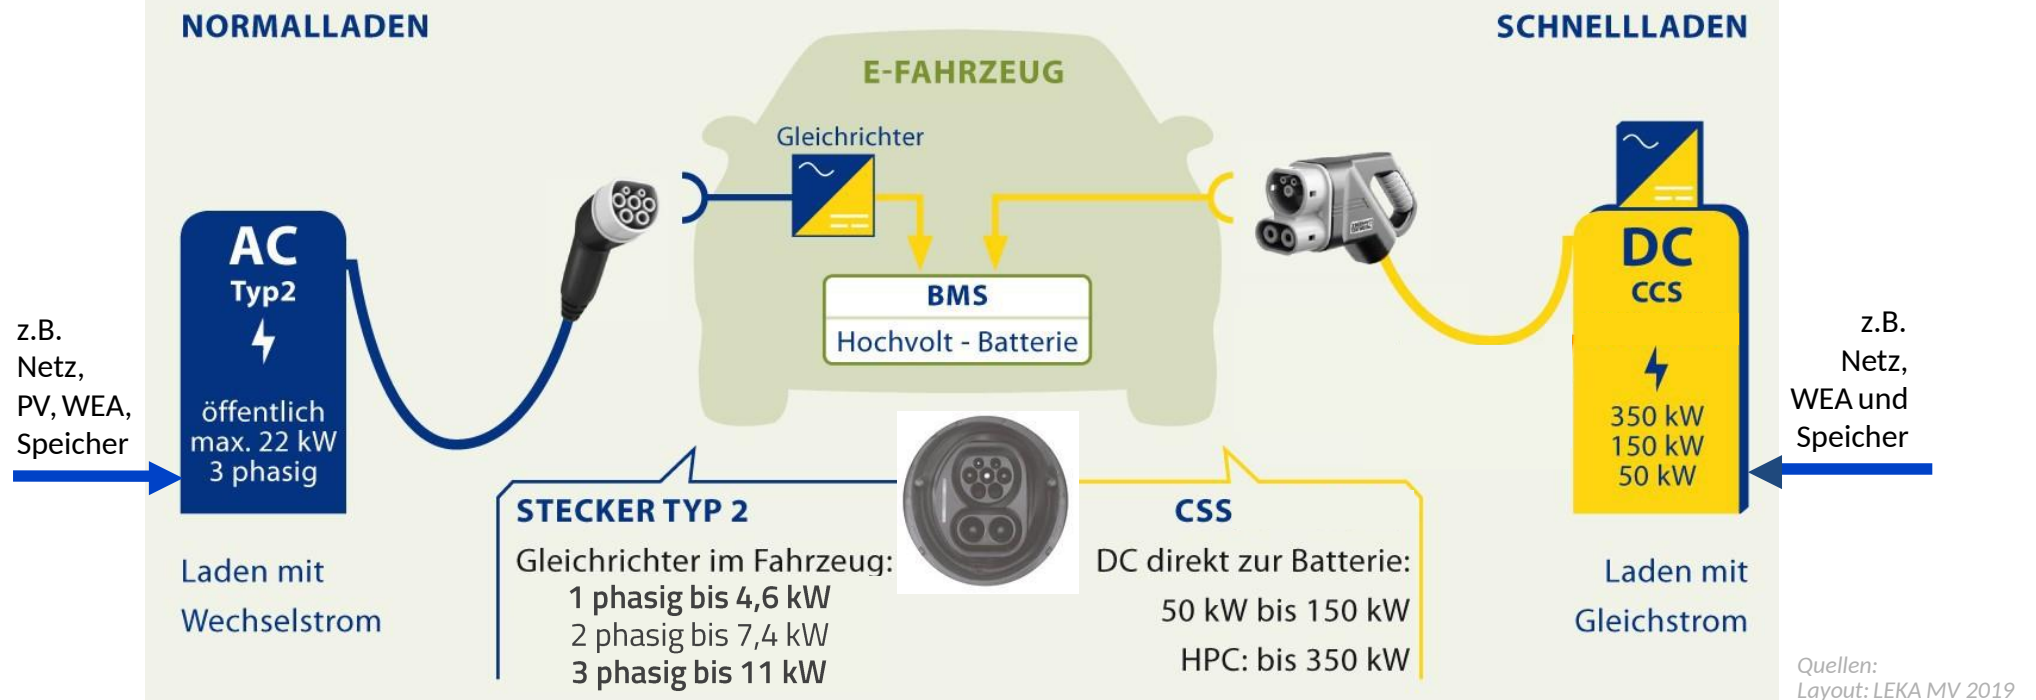 NORMALLADEN
SCHNELLLADEN
E-FAHRZEUG
Gleichrichter
AC
Typ2
öffentlich
max. 22 kW
3 phasig
z.B.
Netz,
PV, WEA,
Speicher
BMS
Hochvolt - Batterie
DC
CCS
350 kW
150 kW
50 kW
z.B.
Netz,
WEA und
Speicher
Laden mit
Wechselstrom
STECKER TYP 2
Gleichrichter im Fahrzeug:
1 phasig bis 4,6 kW
2 phasig bis 7,4 kW
3 phasig bis 11 kW
CSS
DC direkt zur Batterie:
50 kW bis 150 kW
HPC: bis 350 kW
Laden mit
Gleichstrom
Quellen:
Layout: LEKA MV 2019